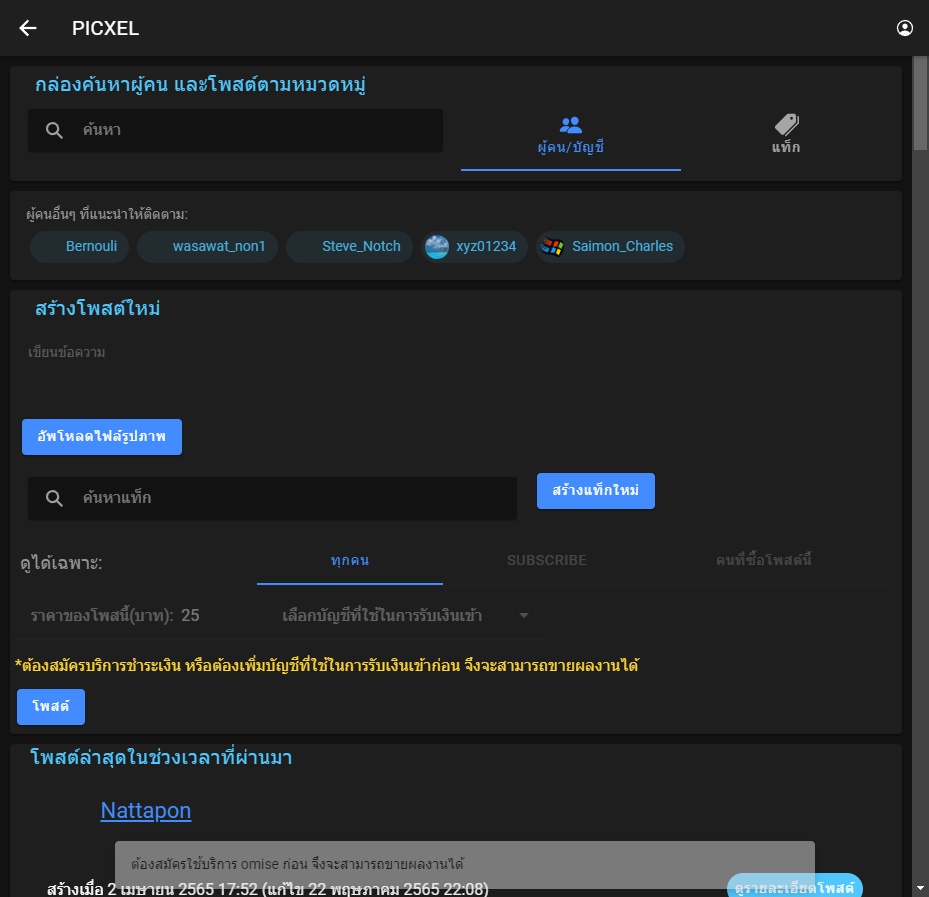 PICXEL
กล่องค้นหาผู้คน และโพสต์ตามหมวดหมู่
ค้นหา
ผู้คน/บัญชี
แท็ก
ผู้คนอื่นๆ ที่แนะนำให้ติดตาม:
Bernouli wasawat_non1 Steve_Notch xyz01234 Saimon_Charles
สร้างโพสต์ใหม่
เขียนข้อความ
อัพโหลดไฟล์รูปภาพ
ค้นหาแท็ก
สร้างแท็กใหม่
ดูได้เฉพาะ: ทุกคน SUBSCRIBE คนที่ซื้อโพสต์นี้
ราคาของโพสนี้(บาท): 25 เลือกบัญชีที่ใช้ในการรับเงินเข้า
*ต้องสมัครบริการชำระเงิน หรือต้องเพิ่มบัญชีที่ใช้ในการรับเงินเข้าก่อน จึงจะสามารถขายผลงานได้
โพสต์
โพสต์ล่าสุดในช่วงเวลาที่ผ่านมา
Nattapon
ต้องสมัครใช้บริการ omise ก่อน จึงจะสามารถขายผลงานได้
สร้างเมื่อ 2 เมษายน 2565 17:52 (แก้ไข 22 พฤษภาคม 2565 22:08)
ดูรายละเอียดโพสต์